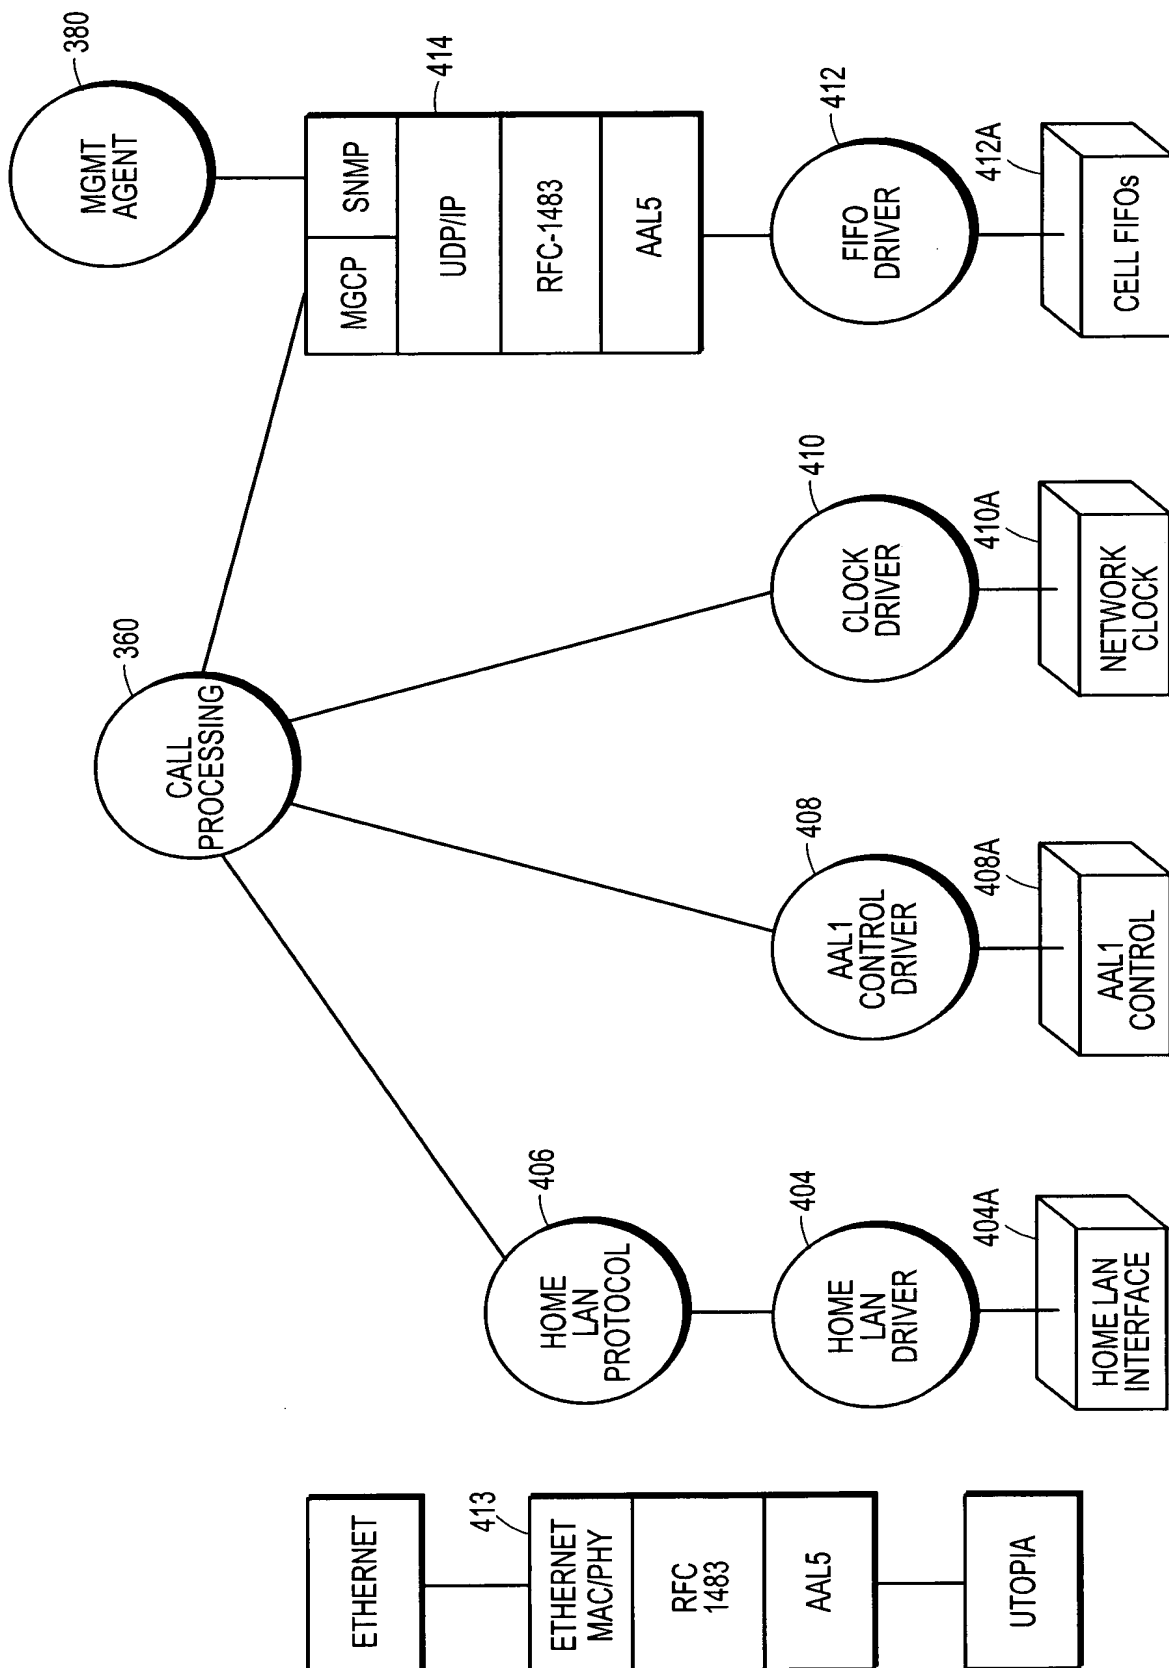 380
MGMT
AGENT
360
CALL
PROCESSING
414
MGCP
SNMP
UDP/IP
RFC-1483
AAL5
ETHERNET
413
ETHERNET
MAC/PHY
RFC
1483
AAL5
UTOPIA
406
HOME
LAN
PROTOCOL
404
HOME
LAN
DRIVER
404A
HOME LAN
INTERFACE
408
AAL1
CONTROL
DRIVER
408A
AAL1
CONTROL
410
CLOCK
DRIVER
410A
NETWORK
CLOCK
412
FIFO
DRIVER
412A
CELL FIFOs